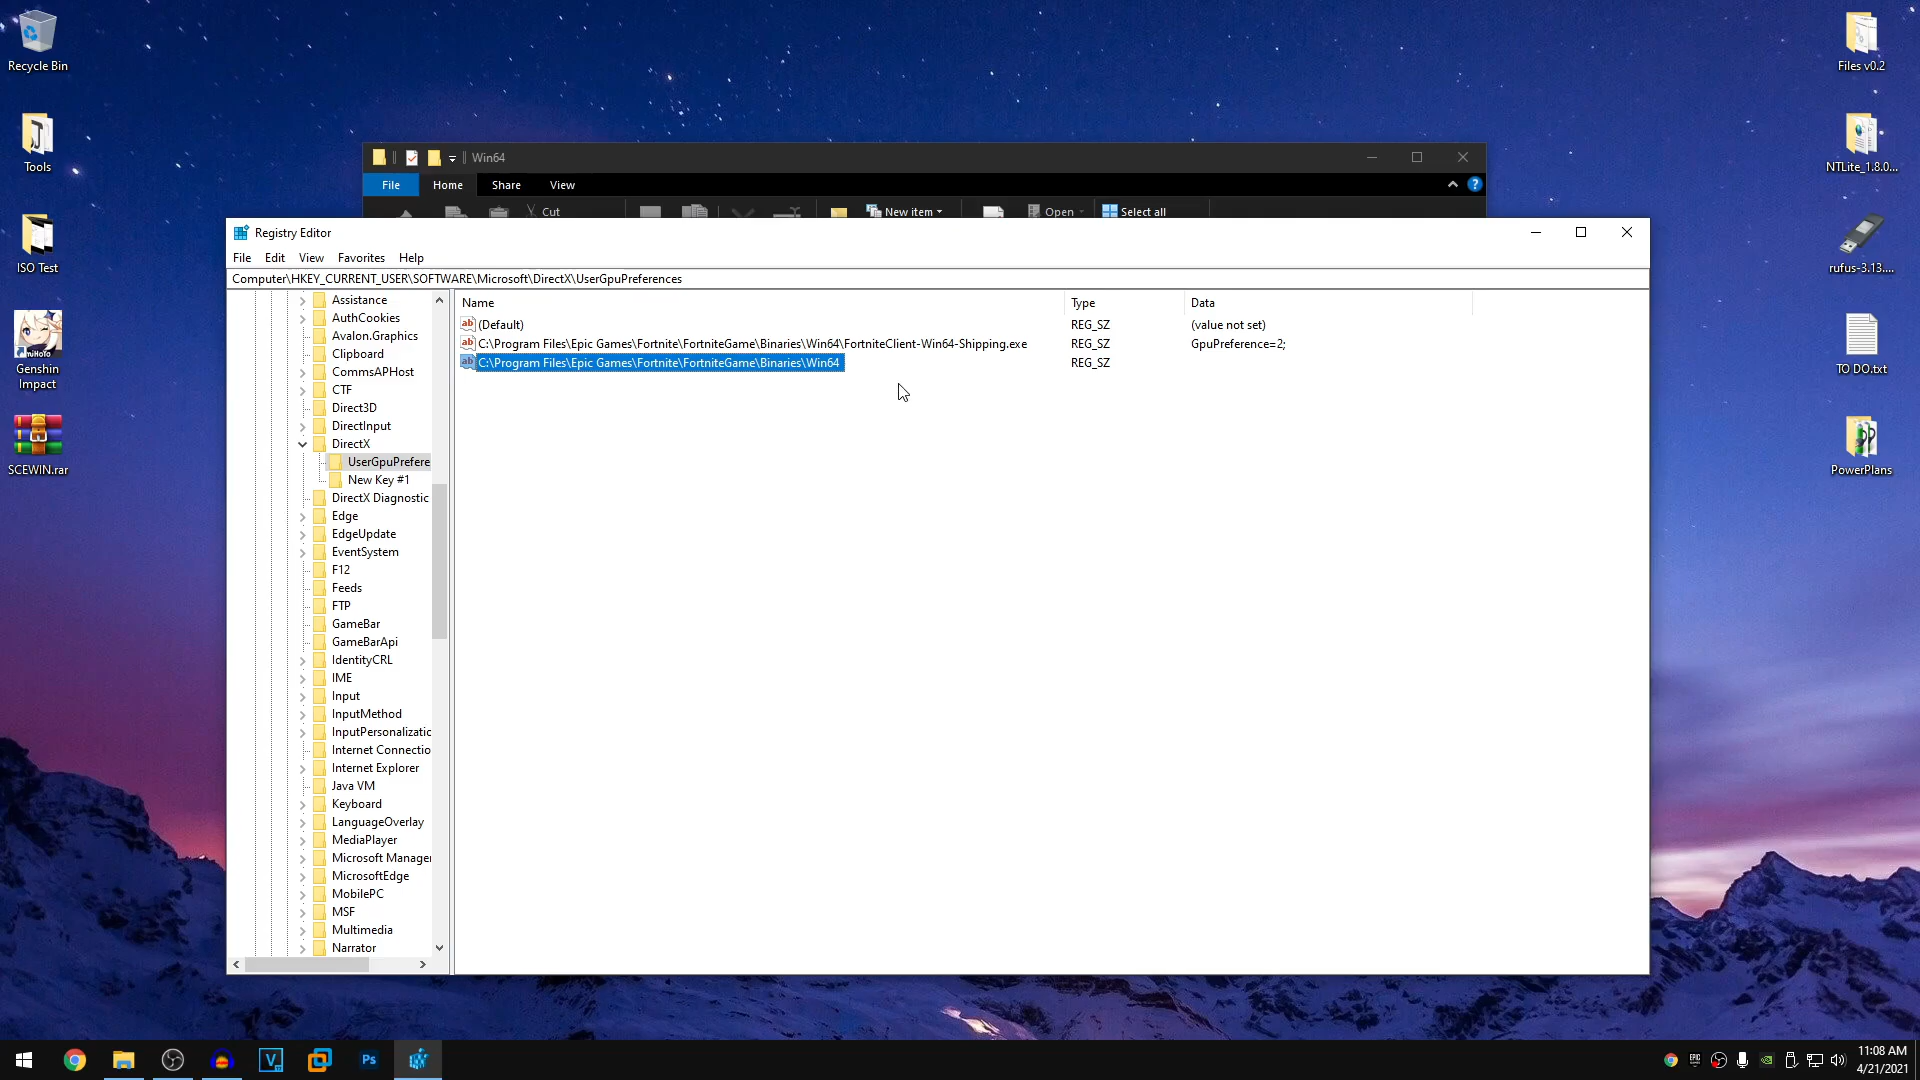 Recycle Bin
Tools
ISO Test
Genshin
Impact
SCEWIN.rar
Files v0.2
NTLite_1.8.0...
rufus-3.13....
TO DO.txt
PowerPlans
Win64
File Home Share View
Cut New item Open Select all
Registry Editor
File Edit View Favorites Help
Computer\HKEY_CURRENT_USER\SOFTWARE\Microsoft\DirectX\UserGpuPreferences
Assistance
AuthCookies
Avalon.Graphics
Clipboard
CommsAPHost
CTF
Direct3D
DirectInput
DirectX
UserGpuPrefere
New Key #1
DirectX Diagnostic
Edge
EdgeUpdate
EventSystem
F12
Feeds
FTP
GameBar
GameBarApi
IdentityCRL
IME
Input
InputMethod
InputPersonalizatic
Internet Connectio
Internet Explorer
Java VM
Keyboard
LanguageOverlay
MediaPlayer
Microsoft Manager
MicrosoftEdge
MobilePC
MSF
Multimedia
Narrator
Name Type Data
ab (Default) REG_SZ (value not set)
ab C:\Program Files\Epic Games\Fortnite\FortniteGame\Binaries\Win64\FortniteClient-Win64-Shipping.exe REG_SZ GpuPreference=2;
ab C:\Program Files\Epic Games\Fortnite\FortniteGame\Binaries\Win64 REG_SZ
Ps
11:08 AM
4/21/2021